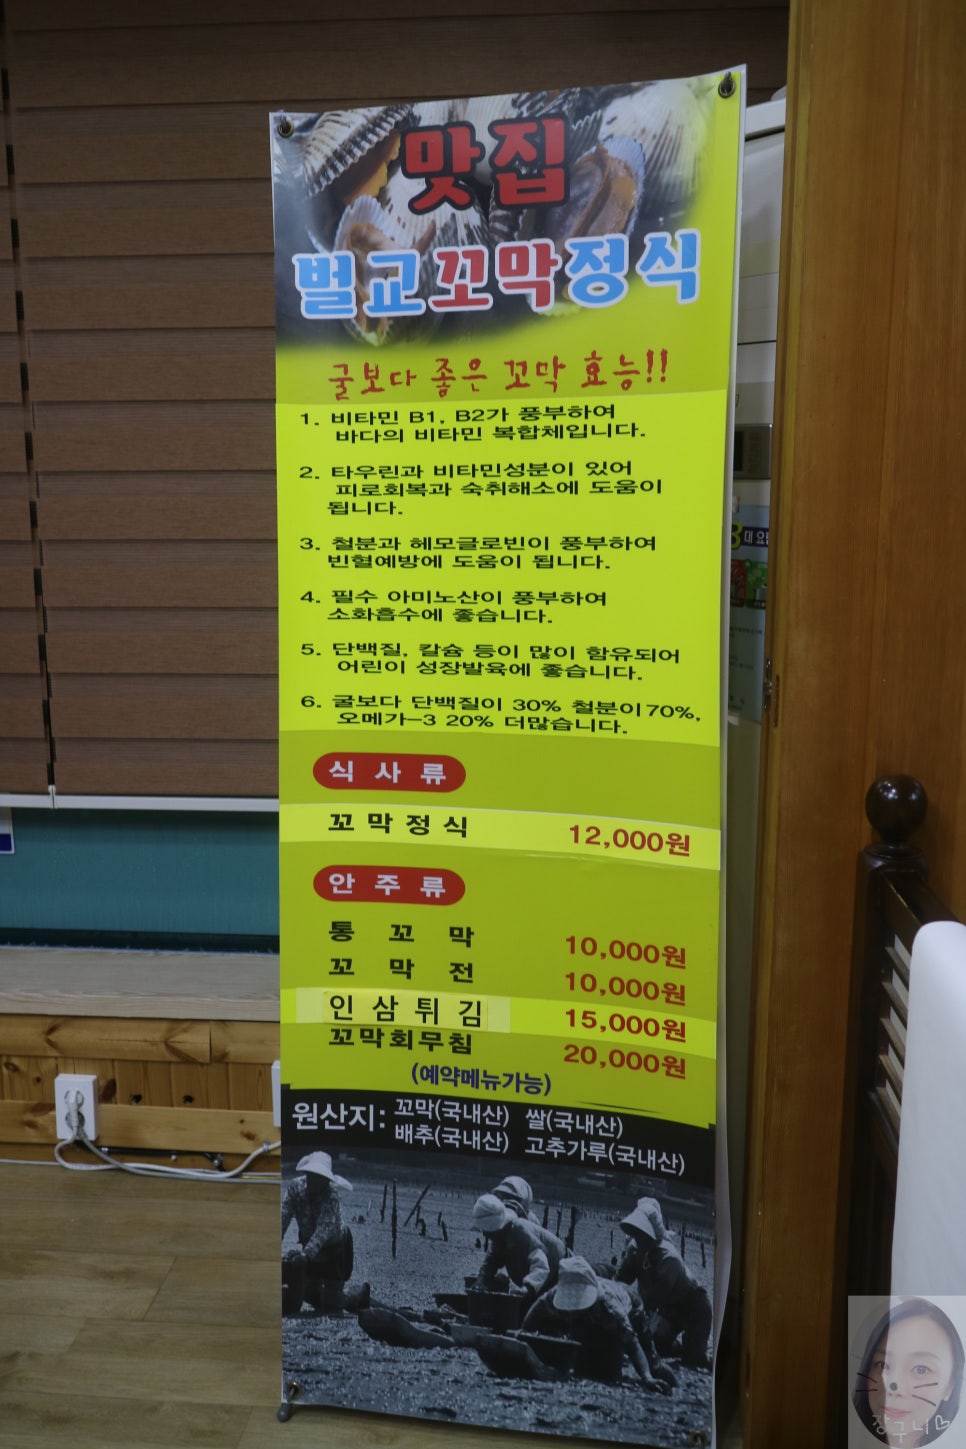 맛집
벌교꼬막정식
굴보다 좋은 꼬막 효능!!
1. 비타민 B1, B2가 풍부하여
바다의 비타민 복합체입니다.
2. 타우린과 비타민성분이 있어
피로회복과 숙취해소에 도움이
됩니다.
3. 철분과 헤모글로빈이 풍부하여
빈혈예방에 도움이 됩니다.
4. 필수 아미노산이 풍부하여
소화흡수에 좋습니다.
5. 단백질, 칼슘 등이 많이 함유되어
어린이 성장발육에 좋습니다.
6. 굴보다 단백질이 30% 철분이70%,
오메가-3 20% 더많습니다.
식사류
꼬막정식 12,000원
안주류
통꼬막 10,000원
꼬막전 10,000원
인삼튀김 15,000원
꼬막회무침 20,000원
(예약메뉴가능)
원산지: 꼬막(국내산) 쌀(국내산)
배추(국내산) 고추가루(국내산)
3대
장구니